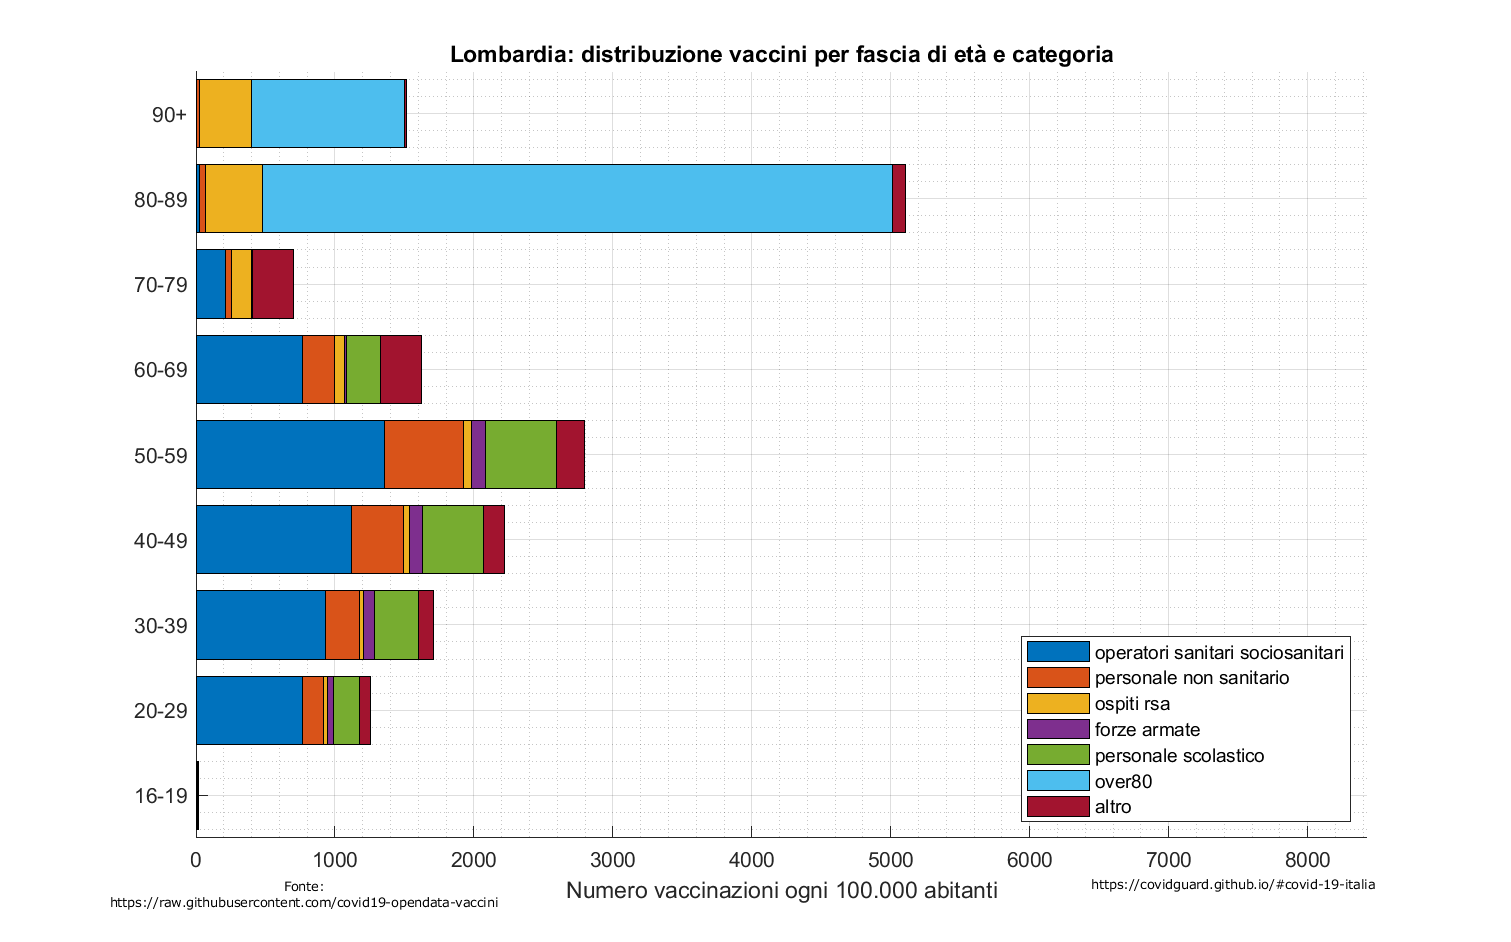 Lombardia: distribuzione vaccini per fascia di età e categoria
90+
80-89
70-79
60-69
50-59
40-49
30-39
20-29
16-19
operatori sanitari sociosanitari
personale non sanitario
ospiti rsa
forze armate
personale scolastico
over80
altro
0 1000 2000 3000 4000 5000 6000 7000 8000
Numero vaccinazioni ogni 100.000 abitanti
Fonte:
https://raw.githubusercontent.com/covid19-opendata-vaccini
https://covidguard.github.io/#covid-19-italia